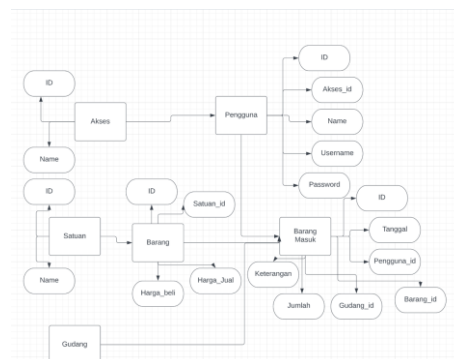 ID
ID
Akses_id
Akses
Pengguna
Name
Name
Username
ID
ID
Password
ID
Satuan_id
Satuan
Barang
Barang
Masuk
Tanggal
Pengguna_id
Name
Harga_beli
Harga_Jual
Keterangan
Jumlah
Gudang_id
Barang_id
Gudang